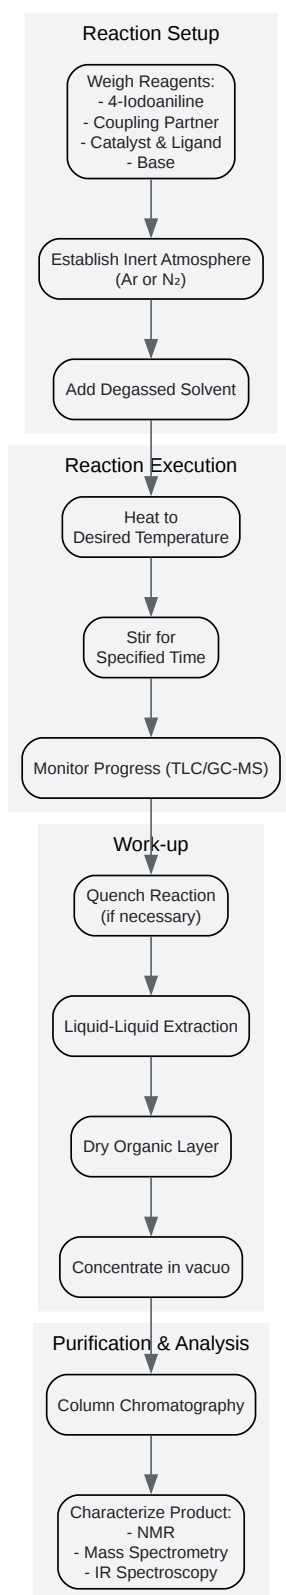 Reaction Setup
Weigh Reagents:
- 4-Iodoaniline
- Coupling Partner
- Catalyst & Ligand
- Base
Establish Inert Atmosphere
(Ar or N₂)
Add Degassed Solvent
Reaction Execution
Heat to
Desired Temperature
Stir for
Specified Time
Monitor Progress (TLC/GC-MS)
Work-up
Quench Reaction
(if necessary)
Liquid-Liquid Extraction
Dry Organic Layer
Concentrate in vacuo
Purification & Analysis
Column Chromatography
Characterize Product:
- NMR
- Mass Spectrometry
- IR Spectroscopy